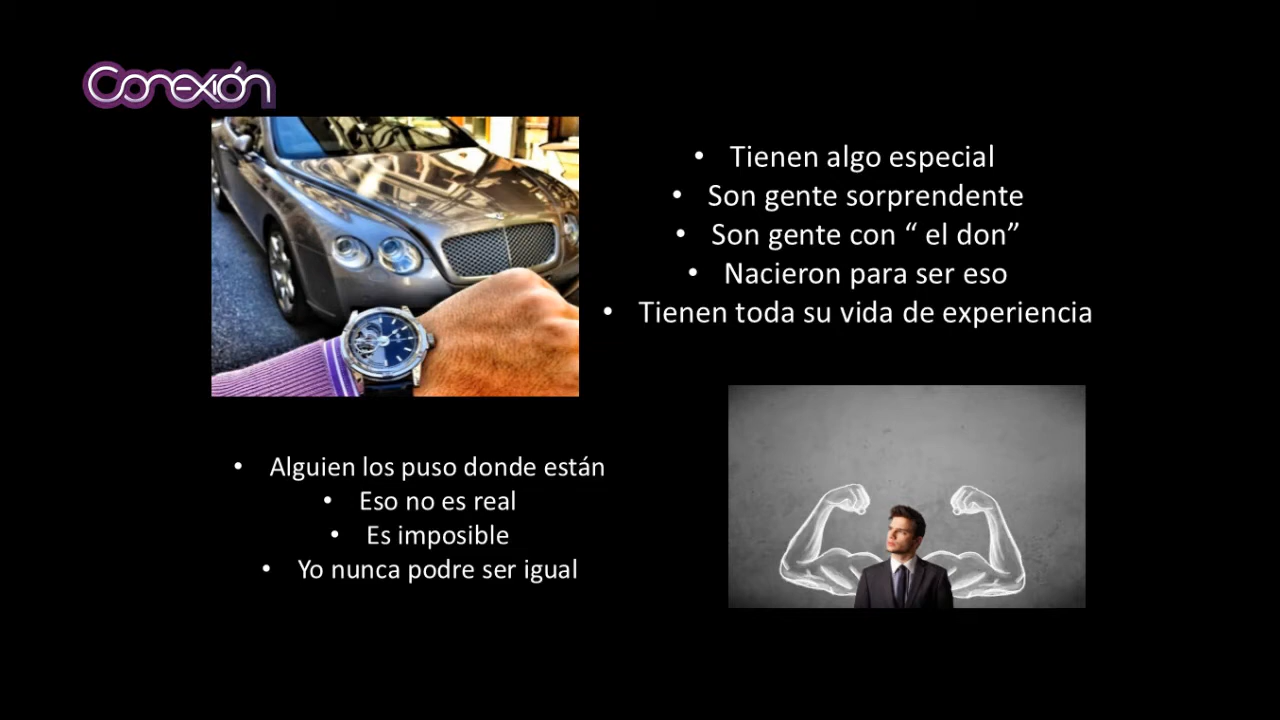 Conexión
• Tienen algo especial
• Son gente sorprendente
• Son gente con “ el don”
• Nacieron para ser eso
• Tienen toda su vida de experiencia
• Alguien los puso donde están
• Eso no es real
• Es imposible
• Yo nunca podre ser igual